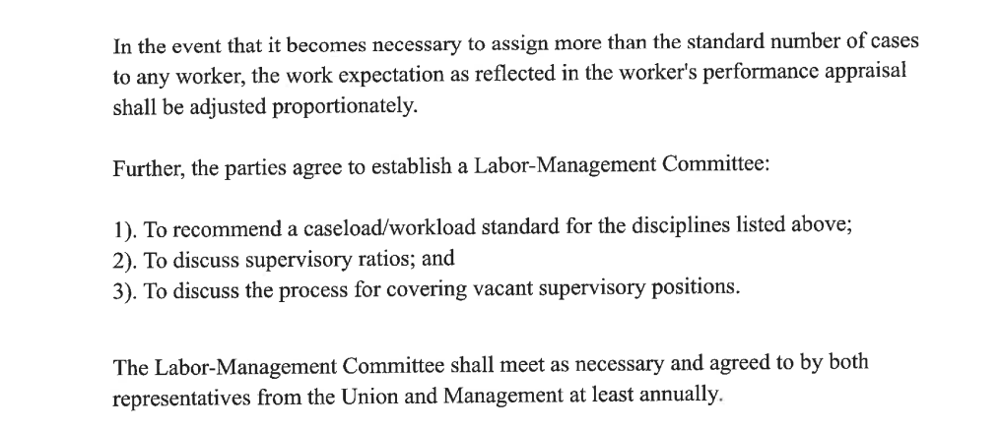 In the event that it becomes necessary to assign more than the standard number of cases
to any worker, the work expectation as reflected in the worker's performance appraisal
shall be adjusted proportionately.
Further, the parties agree to establish a Labor-Management Committee:
1). To recommend a caseload/workload standard for the disciplines listed above;
2). To discuss supervisory ratios; and
3). To discuss the process for covering vacant supervisory positions.
The Labor-Management Committee shall meet as necessary and agreed to by both
representatives from the Union and Management at least annually.